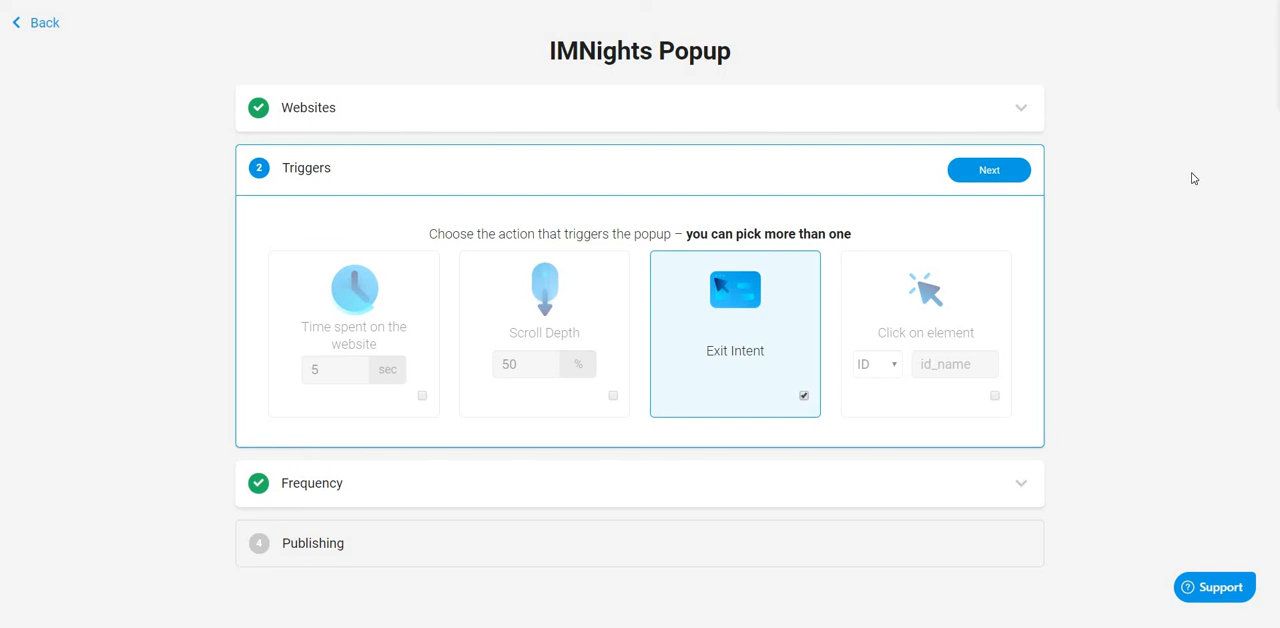 Back
IMNights Popup
Websites
2 Triggers
Next
Choose the action that triggers the popup – you can pick more than one
Time spent on the
website
5 sec
Scroll Depth
50 %
Exit Intent
Click on element
ID id_name
Frequency
4 Publishing
? Support